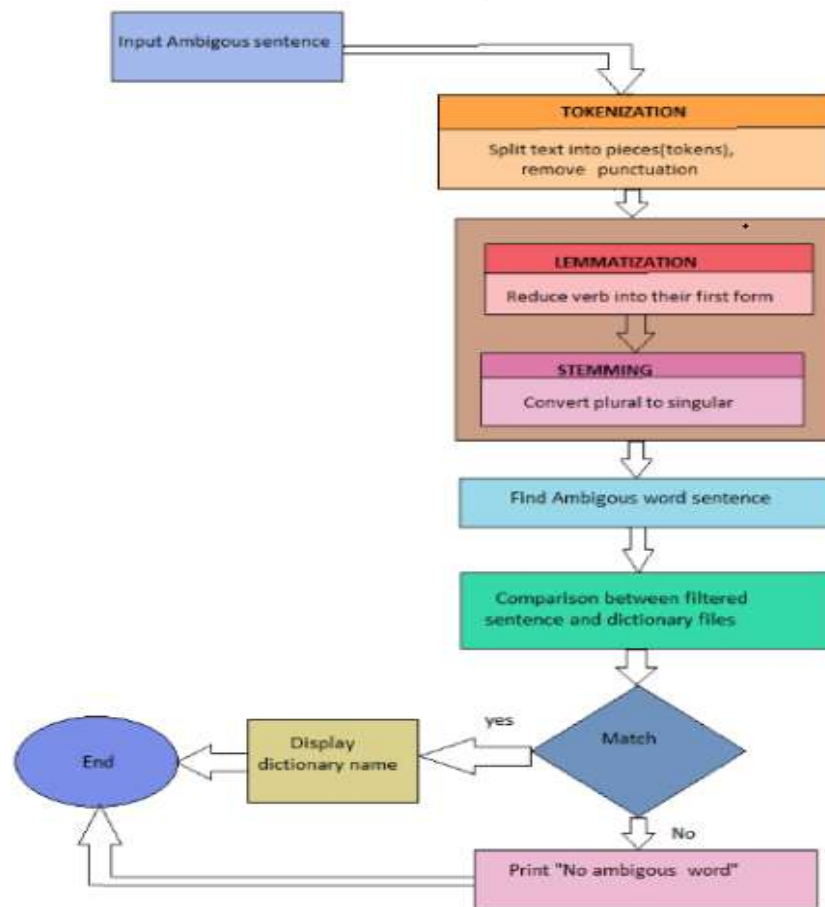 Input Ambigous sentence
TOKENIZATION
Split text into pieces(tokens),
remove punctuation
LEMMATIZATION
Reduce verb into their first form
STEMMING
Convert plural to singular
Find Ambigous word sentence
Comparison between filtered
sentence and dictionary files
Match
yes
Display
dictionary name
End
No
Print "No ambigous word"